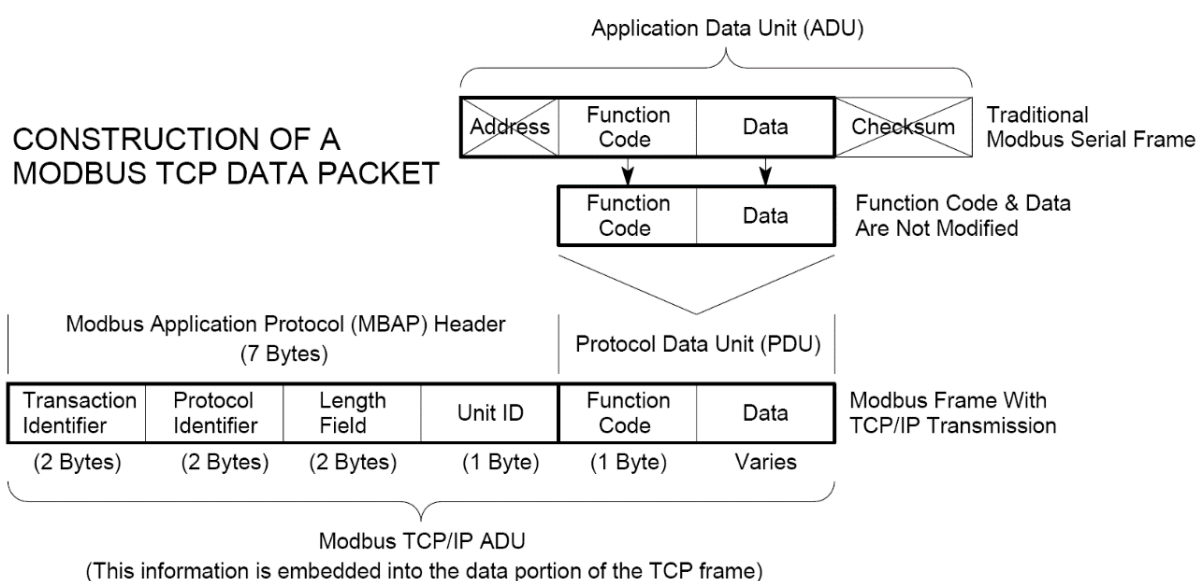 Application Data Unit (ADU)
CONSTRUCTION OF A
MODBUS TCP DATA PACKET
Address
Function
Code
Data
Checksum
Traditional
Modbus Serial Frame
Function
Code
Data
Function Code & Data
Are Not Modified
Modbus Application Protocol (MBAP) Header
(7 Bytes)
Protocol Data Unit (PDU)
Transaction
Identifier
Protocol
Identifier
Length
Field
Unit ID
Function
Code
Data
Modbus Frame With
TCP/IP Transmission
(2 Bytes)
(2 Bytes)
(2 Bytes)
(1 Byte)
(1 Byte)
Varies
Modbus TCP/IP ADU
(This information is embedded into the data portion of the TCP frame)